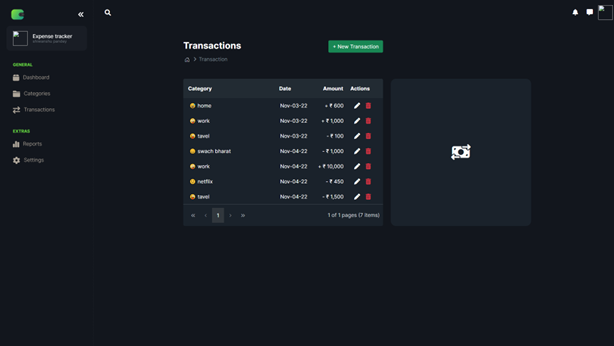 Expense tracker
GENERAL
Dashboard
Categories
Transactions
EXTRAS
Reports
Settings
Transactions
+ New Transaction
Transaction
Category Date Amount Actions
home Nov-03-22 + ₹ 600
work Nov-03-22 + ₹ 1,000
tavel Nov-03-22 - ₹ 100
swach bharat Nov-04-22 - ₹ 1,000
work Nov-04-22 + ₹ 10,000
netflix Nov-04-22 - ₹ 450
tavel Nov-04-22 - ₹ 1,500
« ‹ 1 › » 1 of 1 pages (7 items)